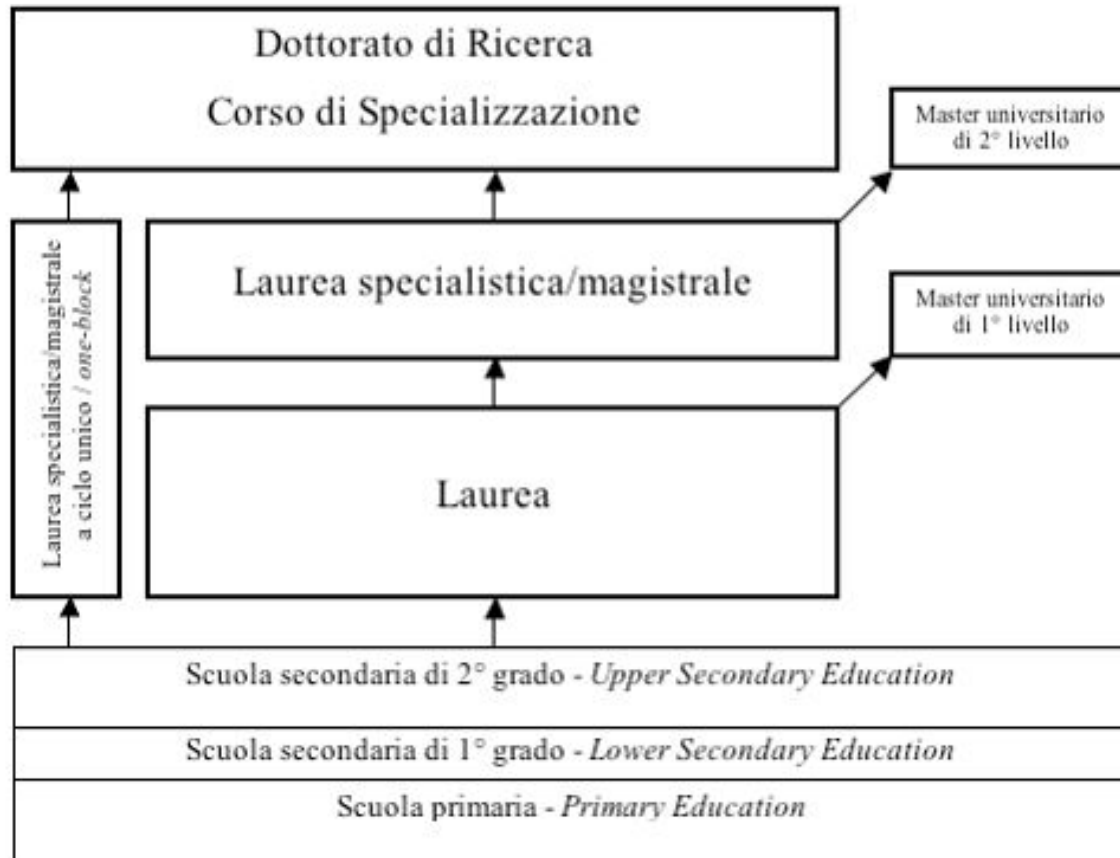 Dottorato di Ricerca
Corso di Specializzazione
Master universitario
di 2° livello
Laurea specialistica/magistrale
a ciclo unico / one-block
Laurea specialistica/magistrale
Master universitario
di 1° livello
Laurea
Scuola secondaria di 2° grado - Upper Secondary Education
Scuola secondaria di 1° grado - Lower Secondary Education
Scuola primaria - Primary Education